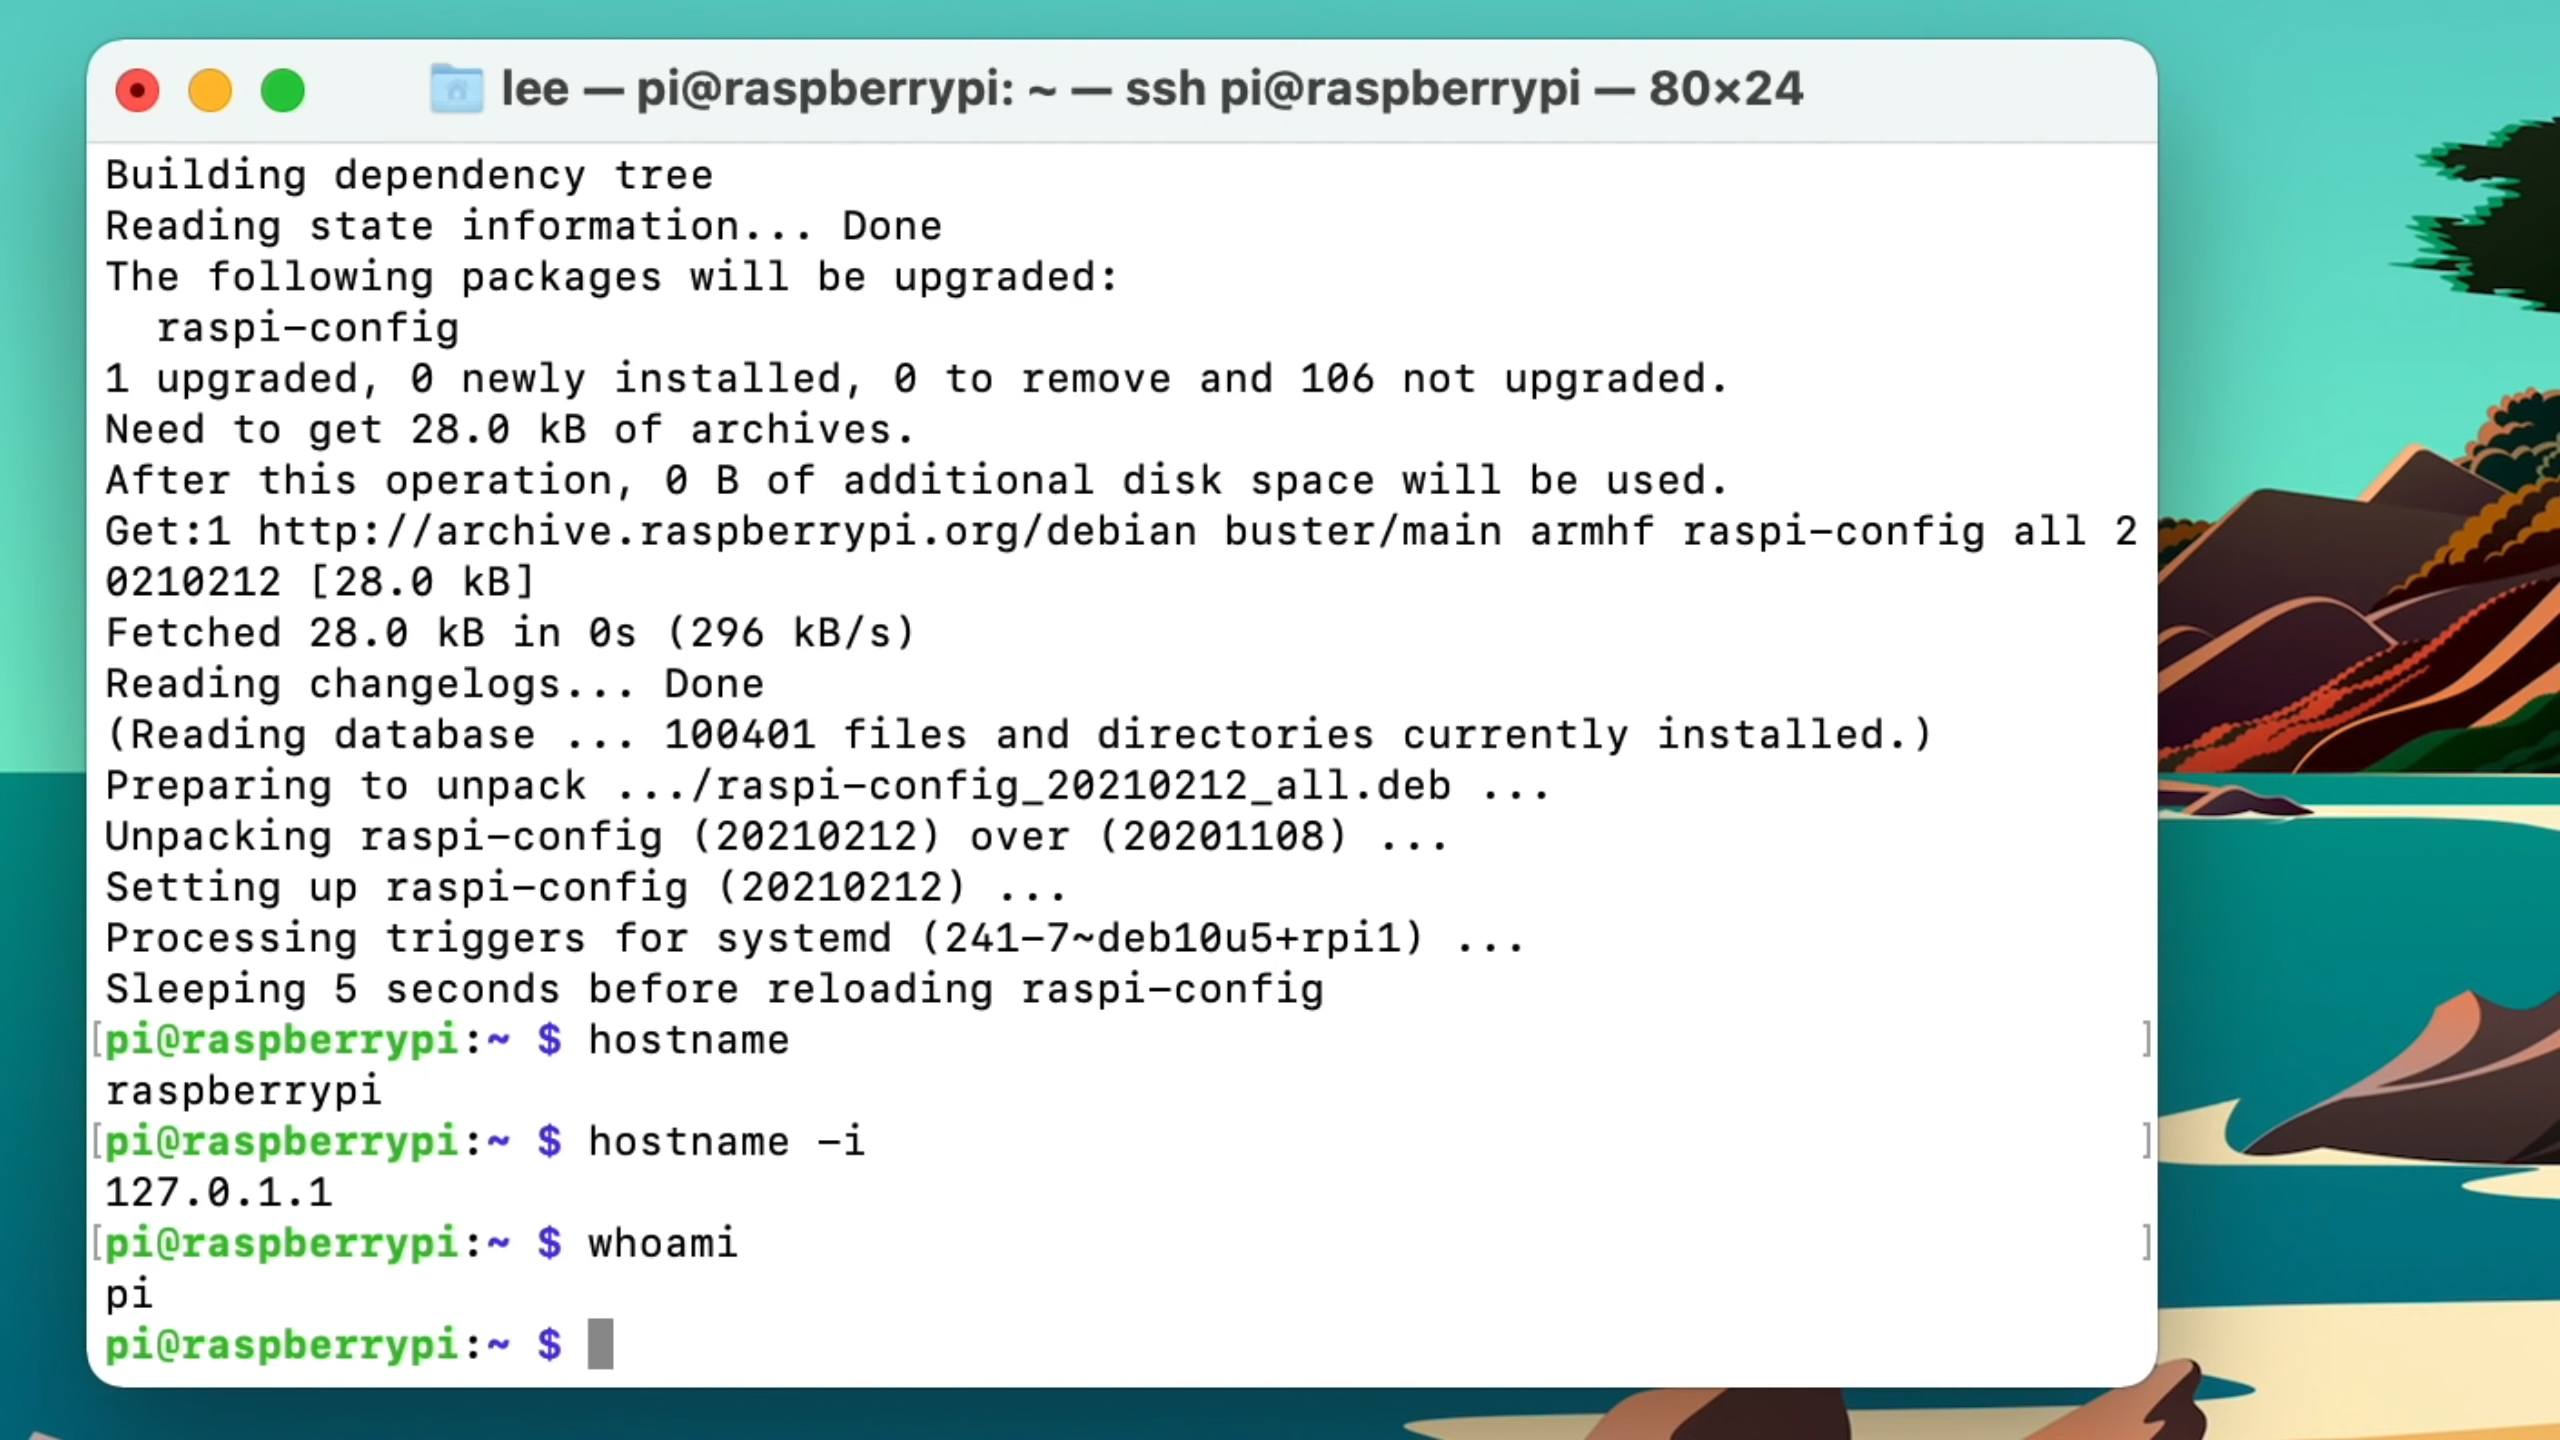 lee — pi@raspberrypi: ~ — ssh pi@raspberrypi — 80×24
Building dependency tree
Reading state information... Done
The following packages will be upgraded:
  raspi-config
1 upgraded, 0 newly installed, 0 to remove and 106 not upgraded.
Need to get 28.0 kB of archives.
After this operation, 0 B of additional disk space will be used.
Get:1 http://archive.raspberrypi.org/debian buster/main armhf raspi-config all 2
0210212 [28.0 kB]
Fetched 28.0 kB in 0s (296 kB/s)
Reading changelogs... Done
(Reading database ... 100401 files and directories currently installed.)
Preparing to unpack .../raspi-config_20210212_all.deb ...
Unpacking raspi-config (20210212) over (20201108) ...
Setting up raspi-config (20210212) ...
Processing triggers for systemd (241-7~deb10u5+rpi1) ...
Sleeping 5 seconds before reloading raspi-config
[pi@raspberrypi:~ $ hostname ]
raspberrypi
[pi@raspberrypi:~ $ hostname -i ]
127.0.1.1
[pi@raspberrypi:~ $ whoami ]
pi
pi@raspberrypi:~ $